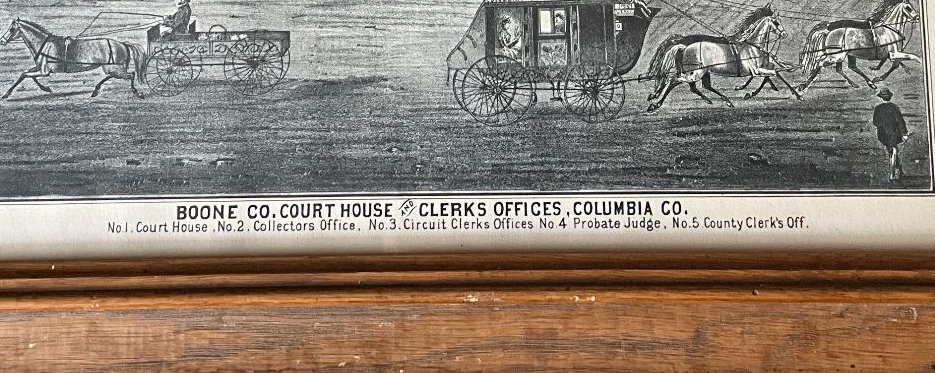 BOONE CO. COURT HOUSE AND CLERKS OFFICES, COLUMBIA CO.
No.1. Court House . No.2. Collectors Office, No.3. Circuit Clerks Offices No.4 Probate Judge, No.5 County Clerk's Off.